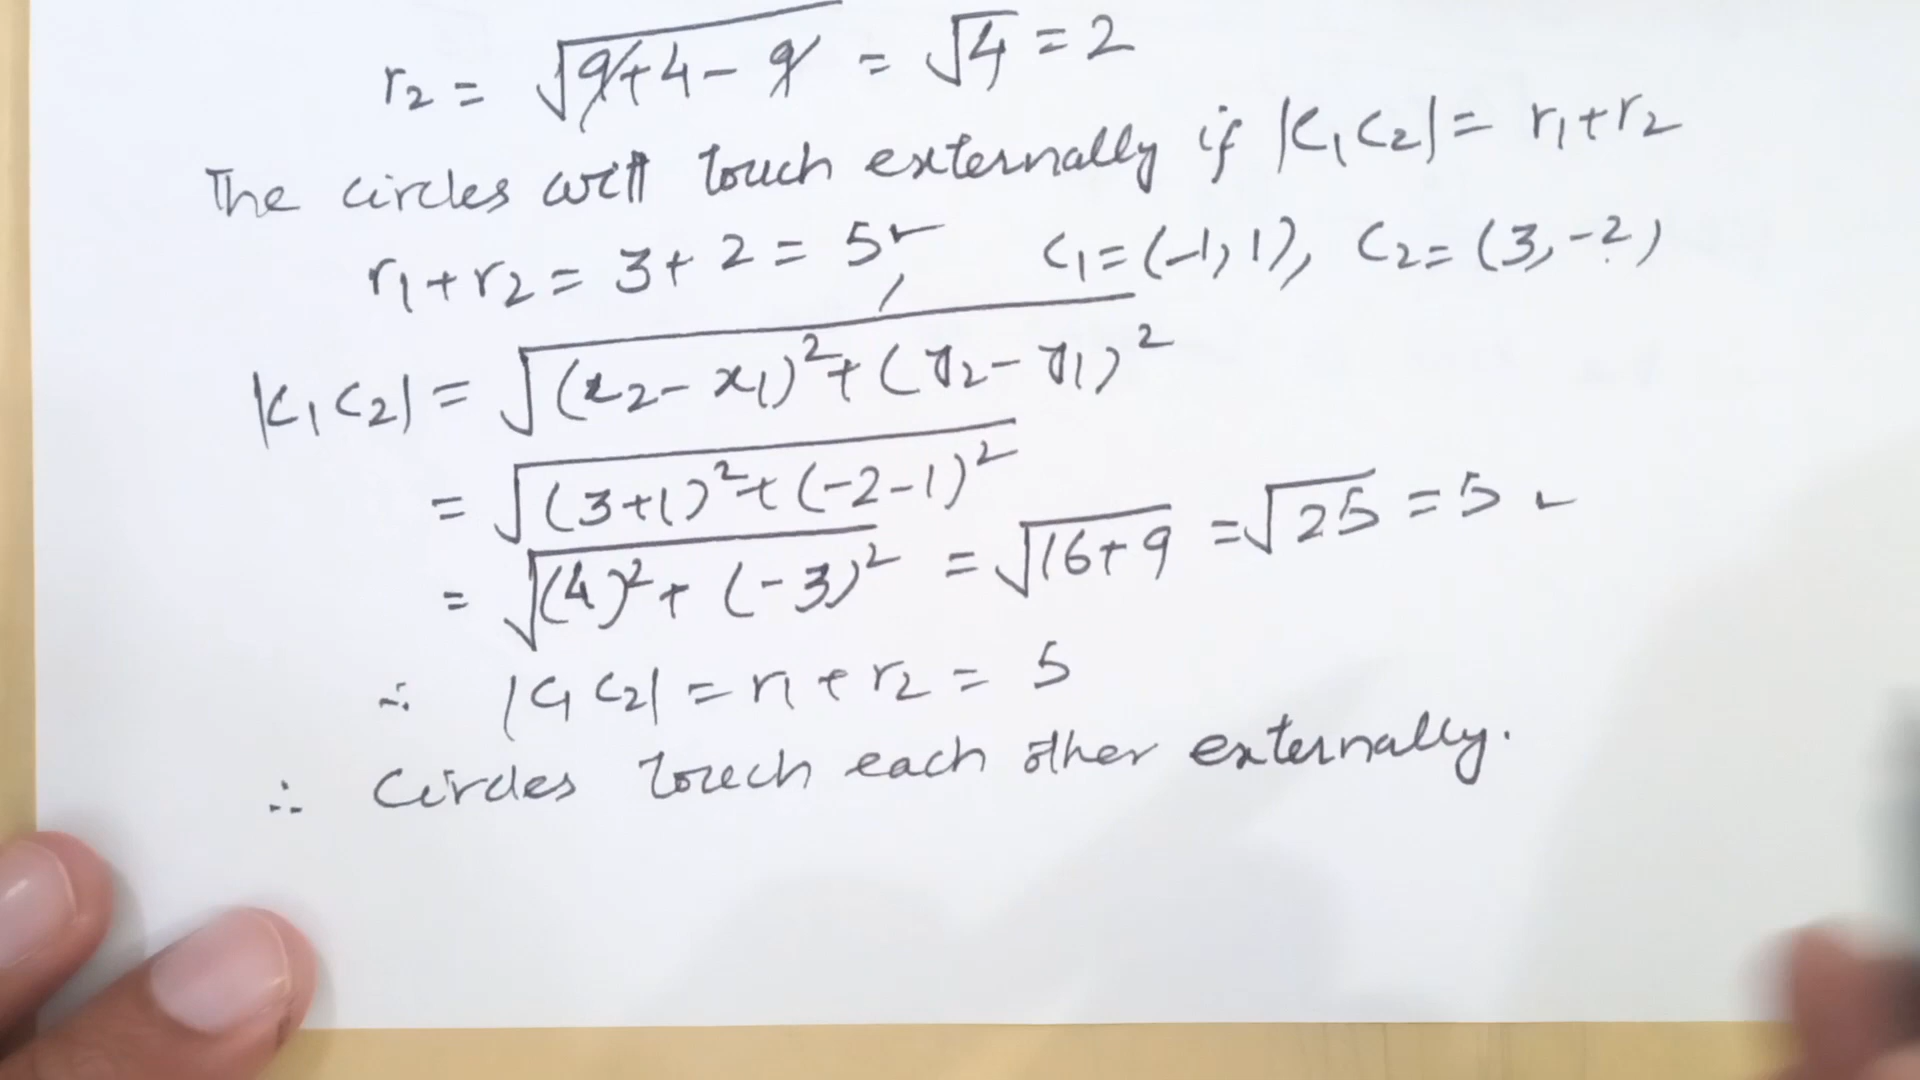 r₂ = √(9+4-9) = √4 = 2
The circles will touch externally if |C₁C₂| = r₁+r₂
r₁+r₂ = 3+2 = 5 ✓ C₁=(-1,1), C₂=(3,-2)
|C₁C₂| = √((x₂-x₁)²+(y₂-y₁)²)
= √((3+1)²+(-2-1)²)
= √((4)²+(-3)²) = √(16+9) = √25 = 5 ✓
∴ |C₁C₂| = r₁+r₂ = 5
∴ Circles touch each other externally.